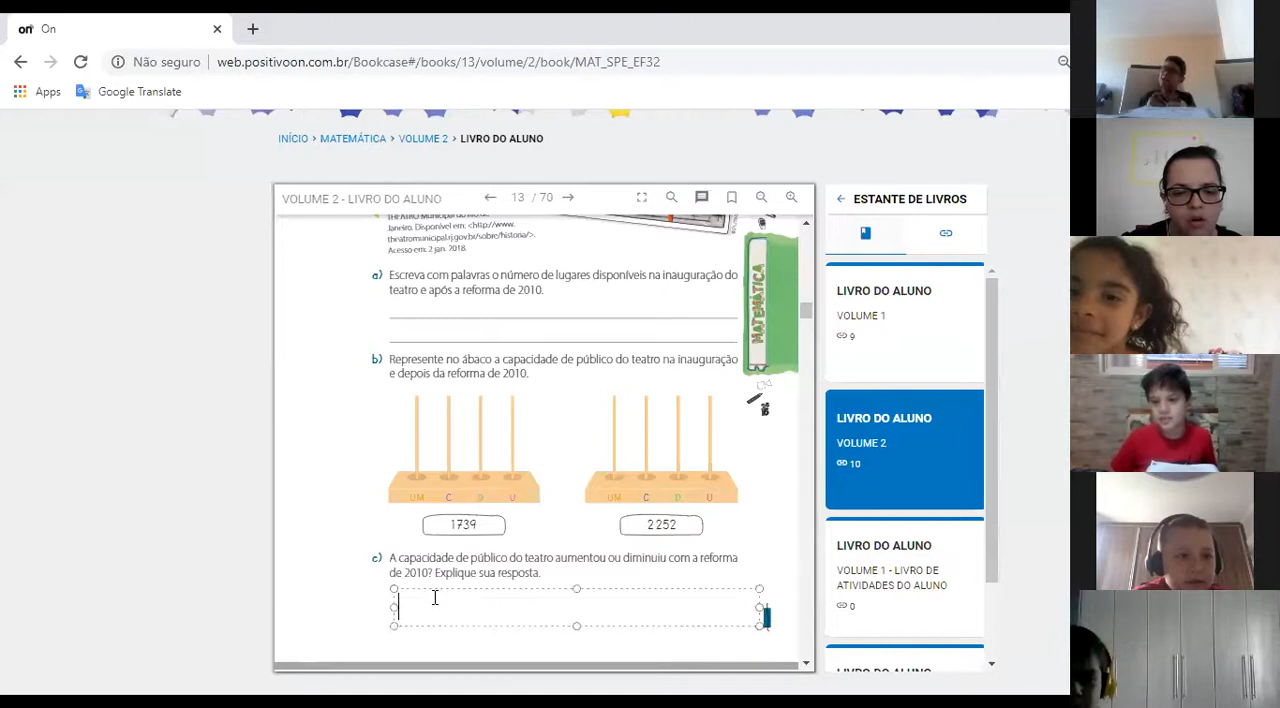 on On
Não seguro web.positivoon.com.br/Bookcase#/books/13/volume/2/book/MAT_SPE_EF32
Apps Google Translate
INÍCIO > MATEMÁTICA > VOLUME 2 > LIVRO DO ALUNO
VOLUME 2 - LIVRO DO ALUNO 13 / 70
Janeiro. Disponível em: <http://www.
theatromunicipal.rj.gov.br/sobre/historia/>.
Acesso em: 2 jan. 2018.
a) Escreva com palavras o número de lugares disponíveis na inauguração do
teatro e após a reforma de 2010.
b) Represente no ábaco a capacidade de público do teatro na inauguração
e depois da reforma de 2010.
UM C D U
UM C D U
1739
2252
c) A capacidade de público do teatro aumentou ou diminuiu com a reforma
de 2010? Explique sua resposta.
MATEMÁTICA
ESTANTE DE LIVROS
LIVRO DO ALUNO
VOLUME 1
9
LIVRO DO ALUNO
VOLUME 2
10
LIVRO DO ALUNO
VOLUME 1 - LIVRO DE
ATIVIDADES DO ALUNO
0
LIVRO DO ALUNO